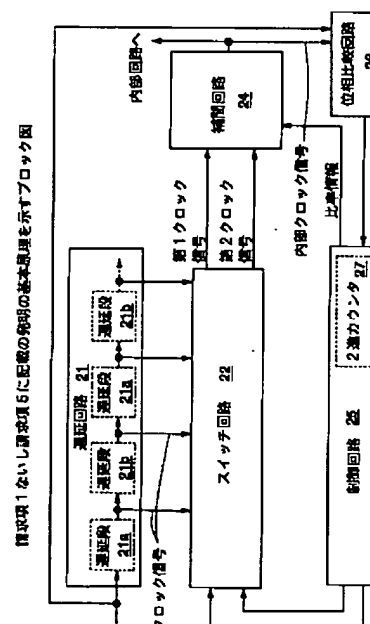 請求項1ないし請求項5に記載の発明の基本原理を示すブロック図
遅延回路 21
遅延段
21a
遅延段
21b
遅延段
21a
遅延段
21b
クロック信号
スイッチ回路 22
第1クロック
信号
第2クロック
信号
補間回路
24
内部回路へ
内部クロック信号
比率情報
位相比較回路
制御回路 25
2進カウンタ
27